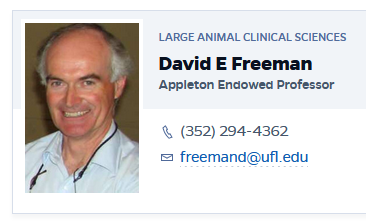 LARGE ANIMAL CLINICAL SCIENCES
David E Freeman
Appleton Endowed Professor
(352) 294-4362
freemand@ufl.edu